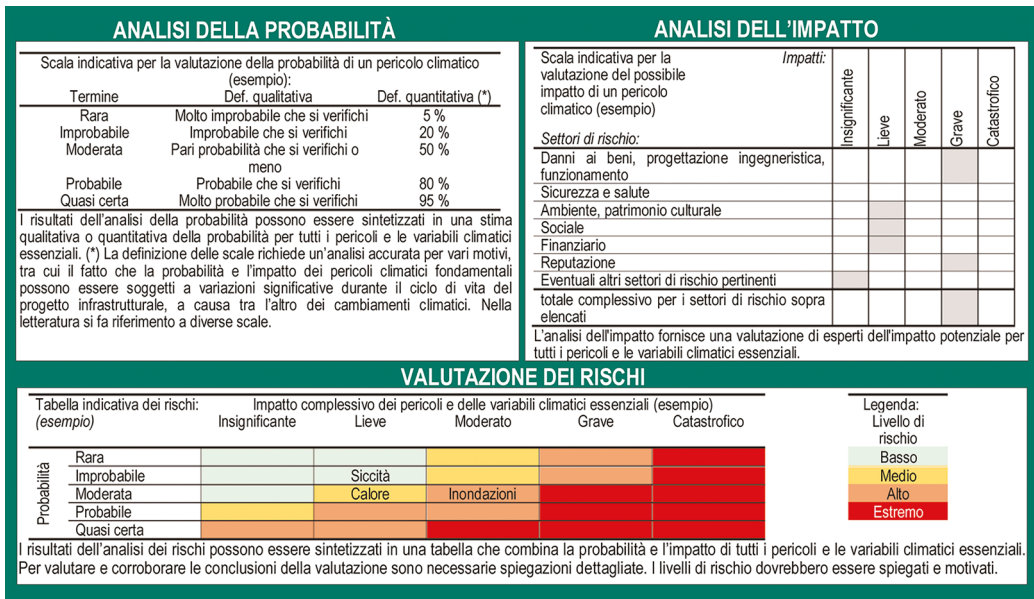 ANALISI DELLA PROBABILITÀ
Scala indicativa per la valutazione della probabilità di un pericolo climatico
(esempio):
Termine Def. qualitativa Def. quantitativa (*)
Rara Molto improbabile che si verifichi 5 %
Improbabile Improbabile che si verifichi 20 %
Moderata Pari probabilità che si verifichi o 50 %
meno
Probabile Probabile che si verifichi 80 %
Quasi certa Molto probabile che si verifichi 95 %
I risultati dell'analisi della probabilità possono essere sintetizzati in una stima
qualitativa o quantitativa della probabilità per tutti i pericoli e le variabili climatici
essenziali. (*) La definizione delle scale richiede un'analisi accurata per vari motivi,
tra cui il fatto che la probabilità e l'impatto dei pericoli climatici fondamentali
possono essere soggetti a variazioni significative durante il ciclo di vita del
progetto infrastrutturale, a causa tra l'altro dei cambiamenti climatici. Nella
letteratura si fa riferimento a diverse scale.
ANALISI DELL'IMPATTO
Scala indicativa per la
valutazione del possibile
impatto di un pericolo
climatico (esempio)
Impatti:
Insignificante
Lieve
Moderato
Grave
Catastrofico
Settori di rischio:
Danni ai beni, progettazione ingegneristica,
funzionamento
Sicurezza e salute
Ambiente, patrimonio culturale
Sociale
Finanziario
Reputazione
Eventuali altri settori di rischio pertinenti
totale complessivo per i settori di rischio sopra
elencati
L'analisi dell'impatto fornisce una valutazione di esperti dell'impatto potenziale per
tutti i pericoli e le variabili climatici essenziali.
VALUTAZIONE DEI RISCHI
Tabella indicativa dei rischi: Impatto complessivo dei pericoli e delle variabili climatici essenziali (esempio)
(esempio) Insignificante Lieve Moderato Grave Catastrofico
Probabilità
Rara
Improbabile Siccità
Moderata Calore Inondazioni
Probabile
Quasi certa
Legenda:
Livello di
rischio
Basso
Medio
Alto
Estremo
I risultati dell'analisi dei rischi possono essere sintetizzati in una tabella che combina la probabilità e l'impatto di tutti i pericoli e le variabili climatici essenziali.
Per valutare e corroborare le conclusioni della valutazione sono necessarie spiegazioni dettagliate. I livelli di rischio dovrebbero essere spiegati e motivati.